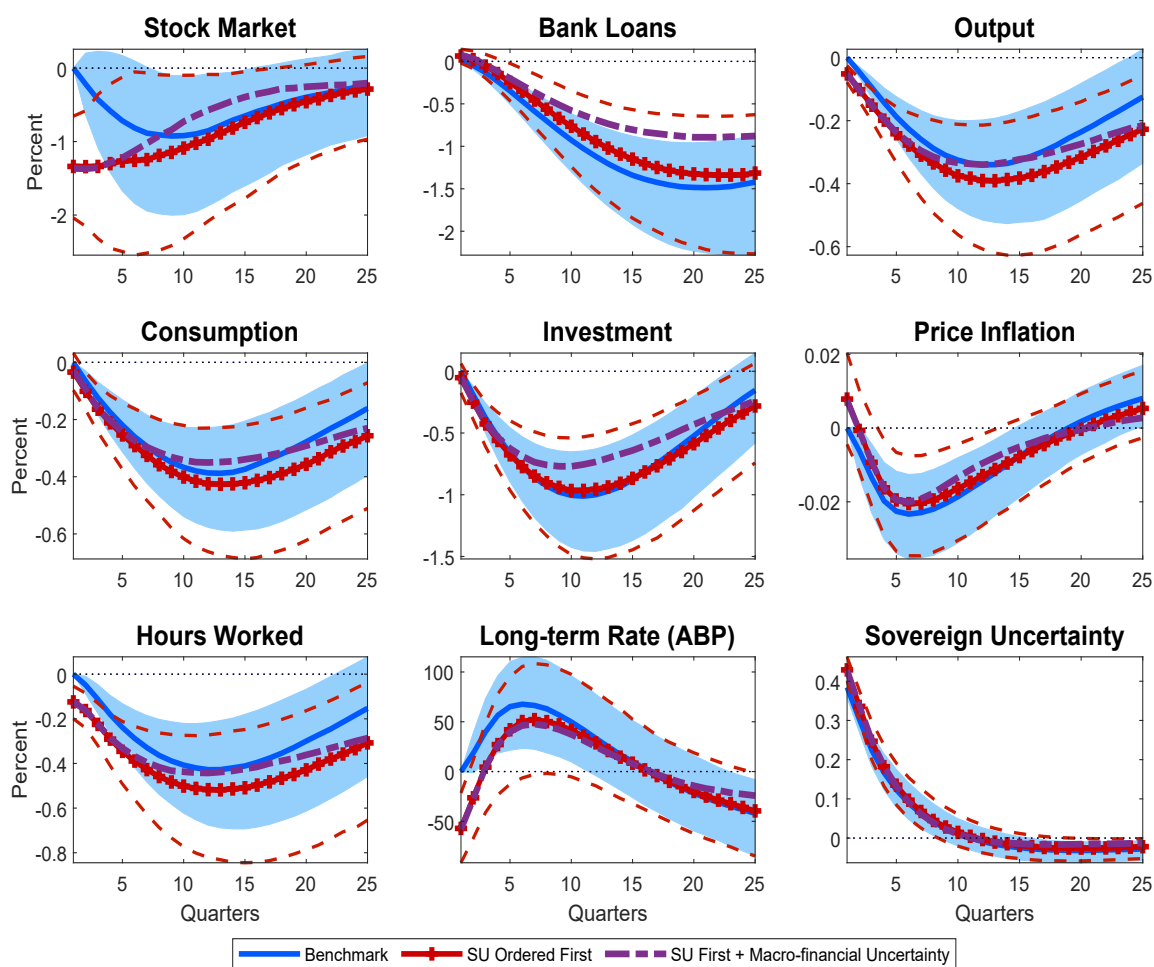 Stock Market
Bank Loans
Output
Percent
0
-1
-2
5 10 15 20 25
0
-0.5
-1
-1.5
-2
5 10 15 20 25
0
-0.2
-0.4
-0.6
5 10 15 20 25
Consumption
Investment
Price Inflation
Percent
0
-0.2
-0.4
-0.6
5 10 15 20 25
0
-0.5
-1
-1.5
5 10 15 20 25
0.02
0
-0.02
5 10 15 20 25
Hours Worked
Long-term Rate (ABP)
Sovereign Uncertainty
Percent
0
-0.2
-0.4
-0.6
-0.8
5 10 15 20 25
Quarters
100
50
0
-50
5 10 15 20 25
Quarters
0.4
0.3
0.2
0.1
0
5 10 15 20 25
Quarters
Benchmark
SU Ordered First
SU First + Macro-financial Uncertainty